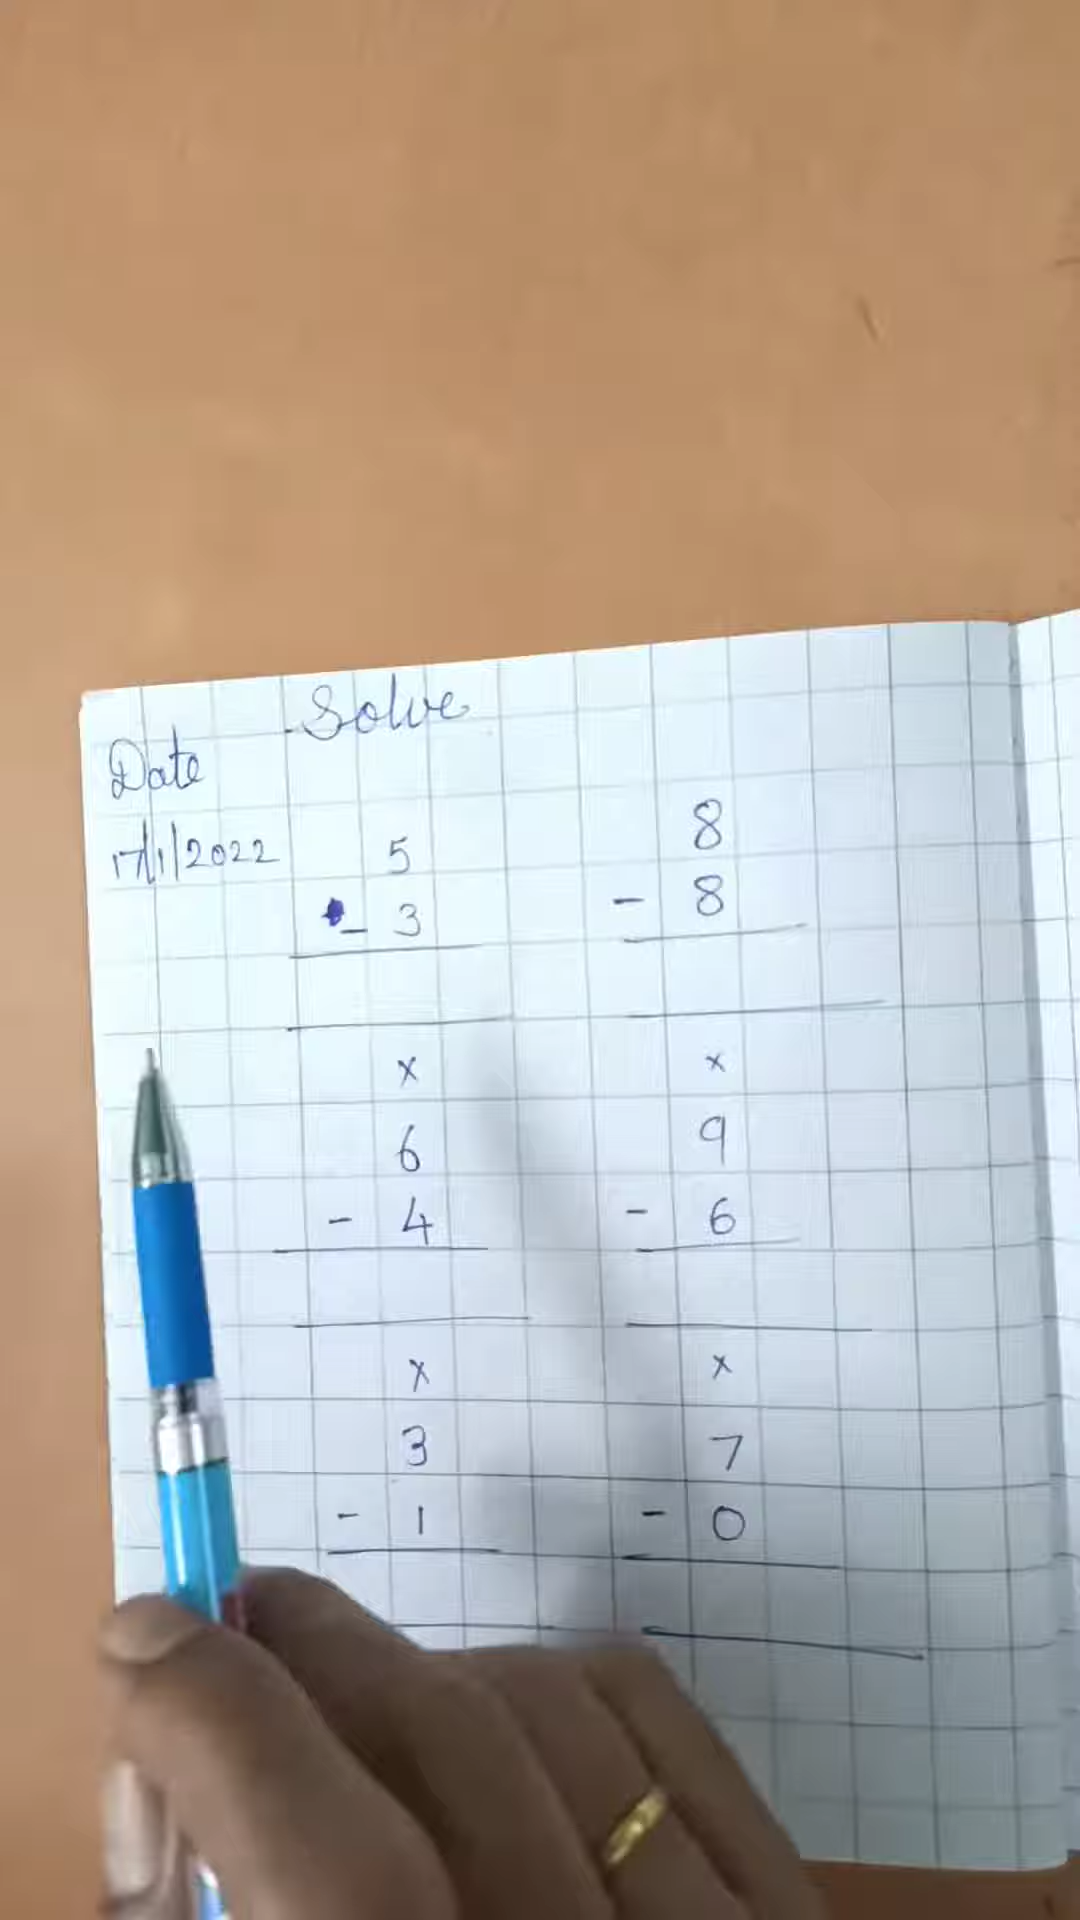 Solve
Date
17/1/2022
5 8
- 3 - 8
x x
6 9
- 4 - 6
x x
3 7
- 1 - 0